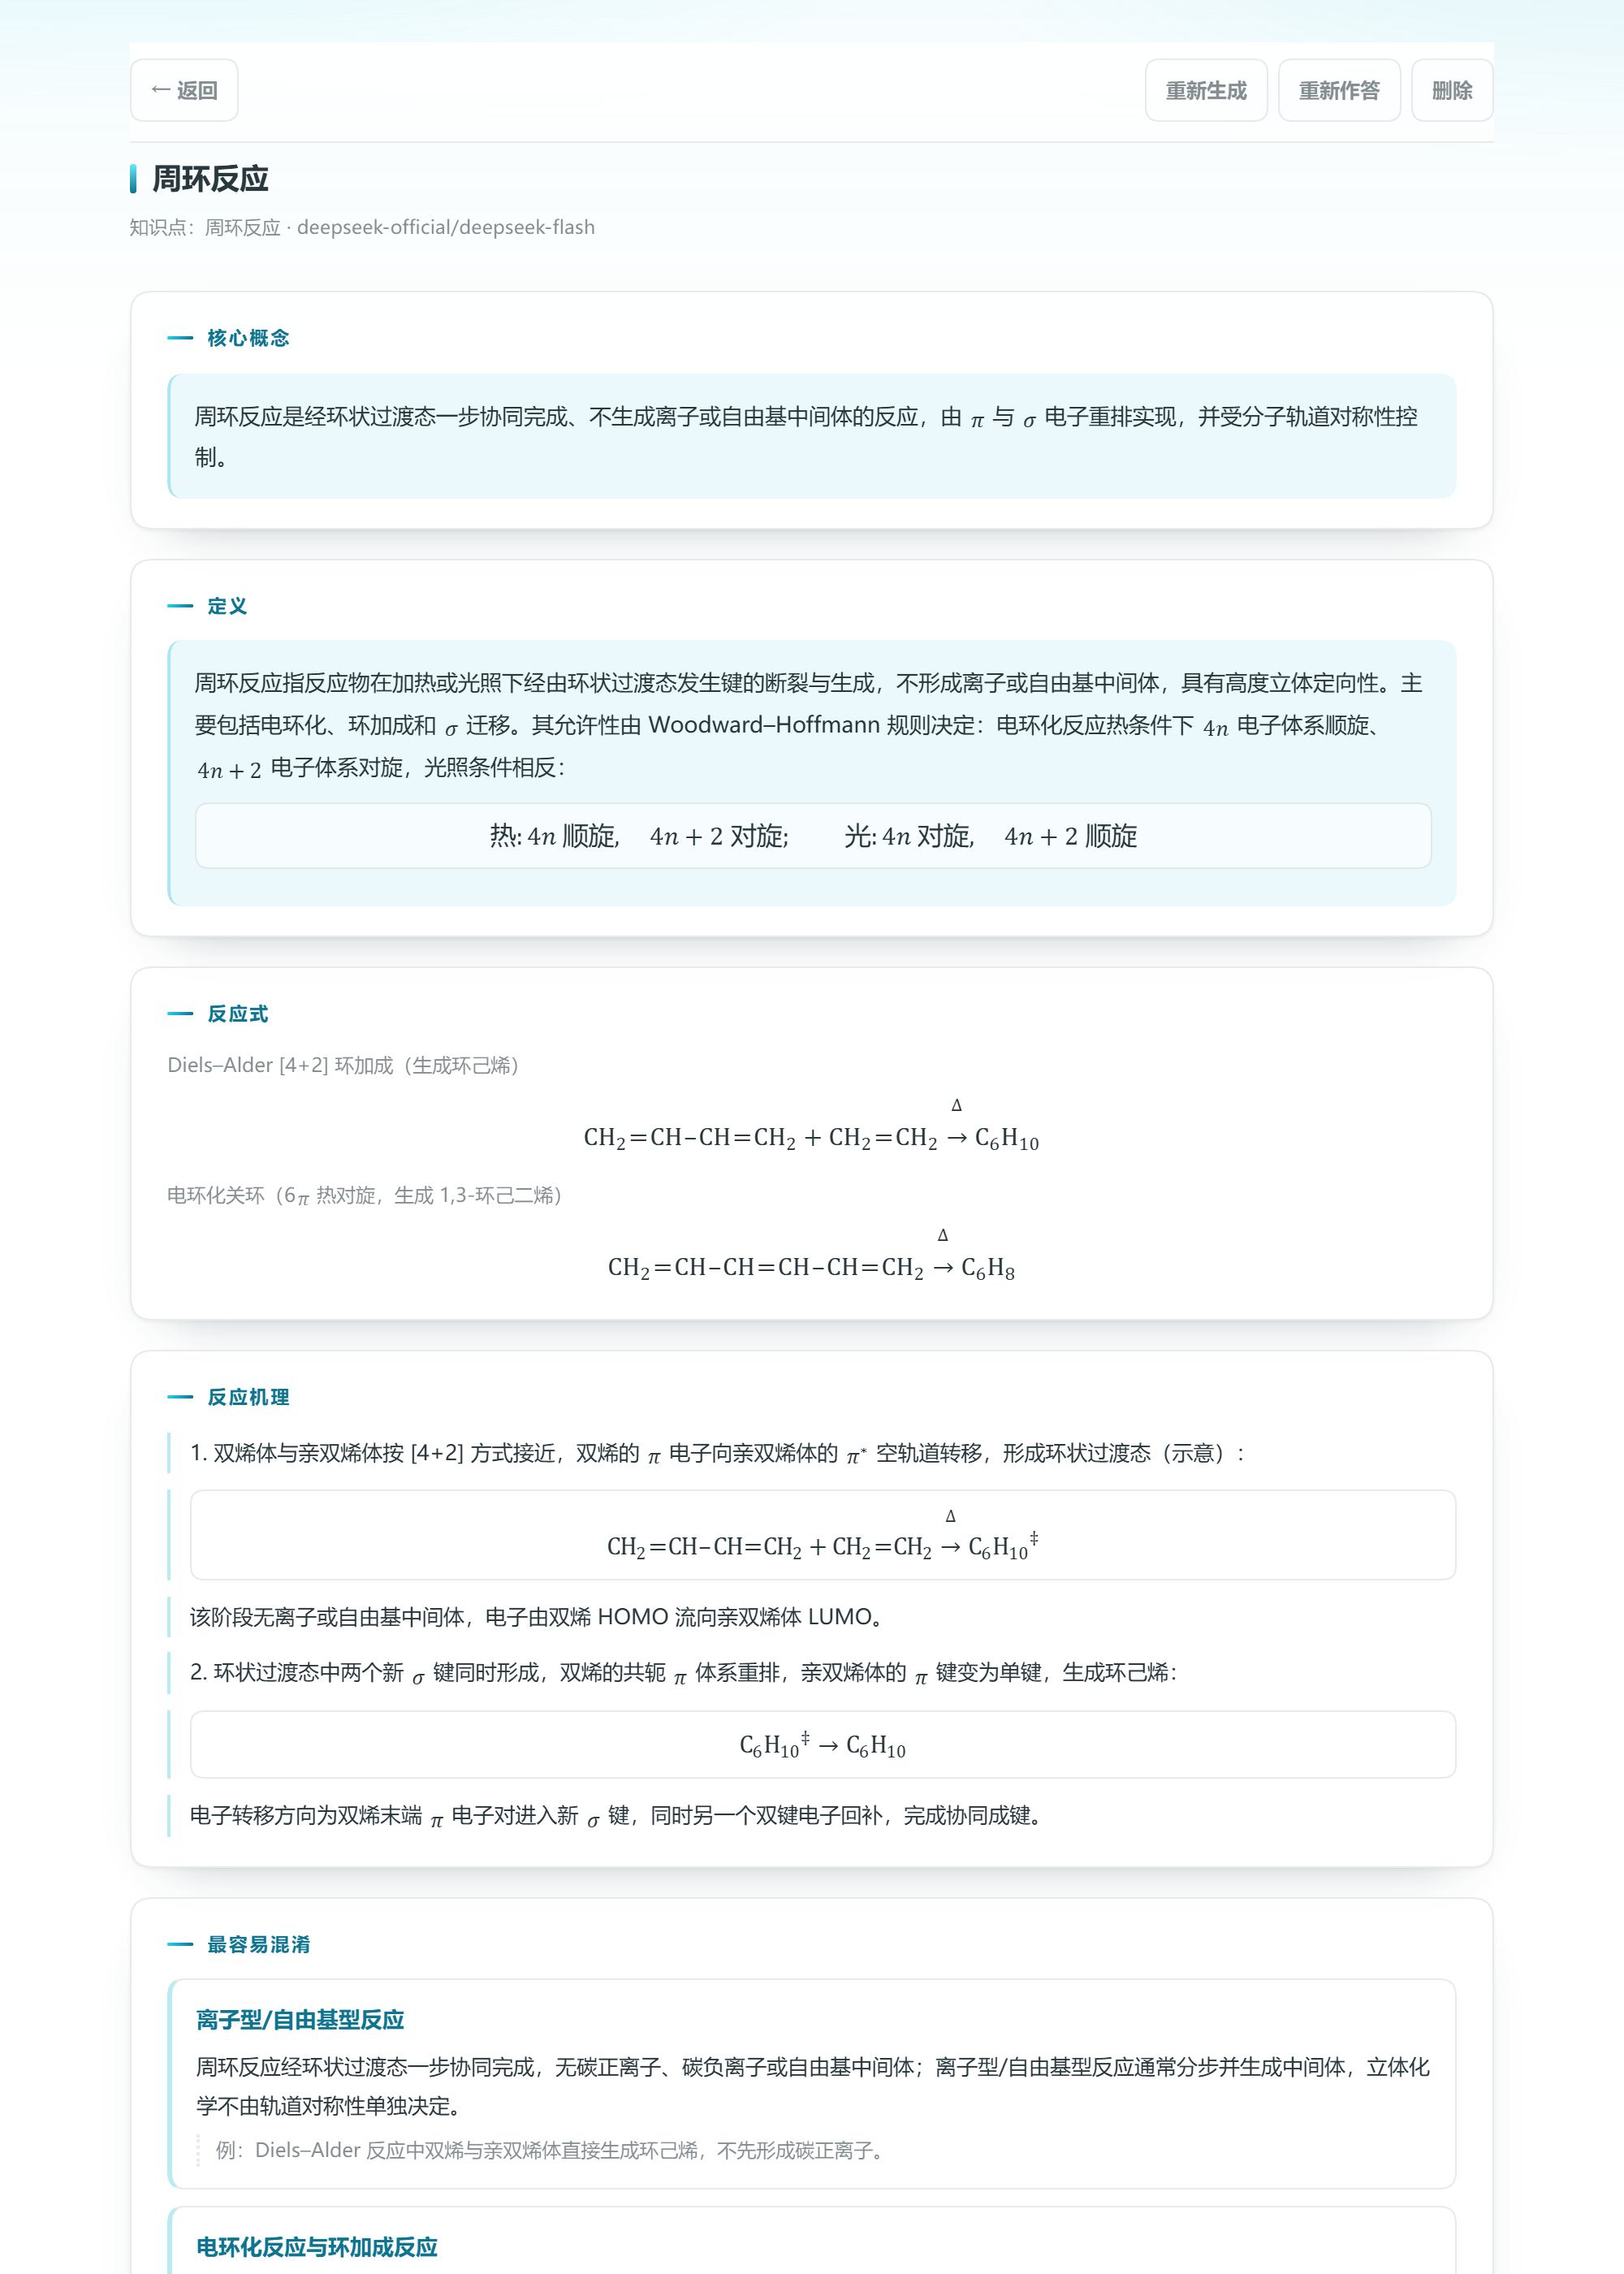 ← 返回
重新生成
重新作答
删除
周环反应
知识点：周环反应 · deepseek-official/deepseek-flash
核心概念
周环反应是经环状过渡态一步协同完成、不生成离子或自由基中间体的反应，由 π 与 σ 电子重排实现，并受分子轨道对称性控
制。
定义
周环反应指反应物在加热或光照下经由环状过渡态发生键的断裂与生成，不形成离子或自由基中间体，具有高度立体定向性。主
要包括电环化、环加成和 σ 迁移。其允许性由 Woodward–Hoffmann 规则决定：电环化反应热条件下 4n 电子体系顺旋、
4n + 2 电子体系对旋，光照条件相反：
热: 4n 顺旋, 4n + 2 对旋; 光: 4n 对旋, 4n + 2 顺旋
反应式
Diels–Alder [4+2] 环加成（生成环己烯）
CH₂=CH–CH=CH₂ + CH₂=CH₂ →Δ C₆H₁₀
电环化关环（6π 热对旋，生成 1,3-环己二烯）
CH₂=CH–CH=CH–CH=CH₂ →Δ C₆H₈
反应机理
1. 双烯体与亲双烯体按 [4+2] 方式接近，双烯的 π 电子向亲双烯体的 π* 空轨道转移，形成环状过渡态（示意）：
CH₂=CH–CH=CH₂ + CH₂=CH₂ →Δ C₆H₁₀‡
该阶段无离子或自由基中间体，电子由双烯 HOMO 流向亲双烯体 LUMO。
2. 环状过渡态中两个新 σ 键同时形成，双烯的共轭 π 体系重排，亲双烯体的 π 键变为单键，生成环己烯：
C₆H₁₀‡ → C₆H₁₀
电子转移方向为双烯末端 π 电子对进入新 σ 键，同时另一个双键电子回补，完成协同成键。
最容易混淆
离子型/自由基型反应
周环反应经环状过渡态一步协同完成，无碳正离子、碳负离子或自由基中间体；离子型/自由基型反应通常分步并生成中间体，立体化
学不由轨道对称性单独决定。
例：Diels–Alder 反应中双烯与亲双烯体直接生成环己烯，不先形成碳正离子。
电环化反应与环加成反应